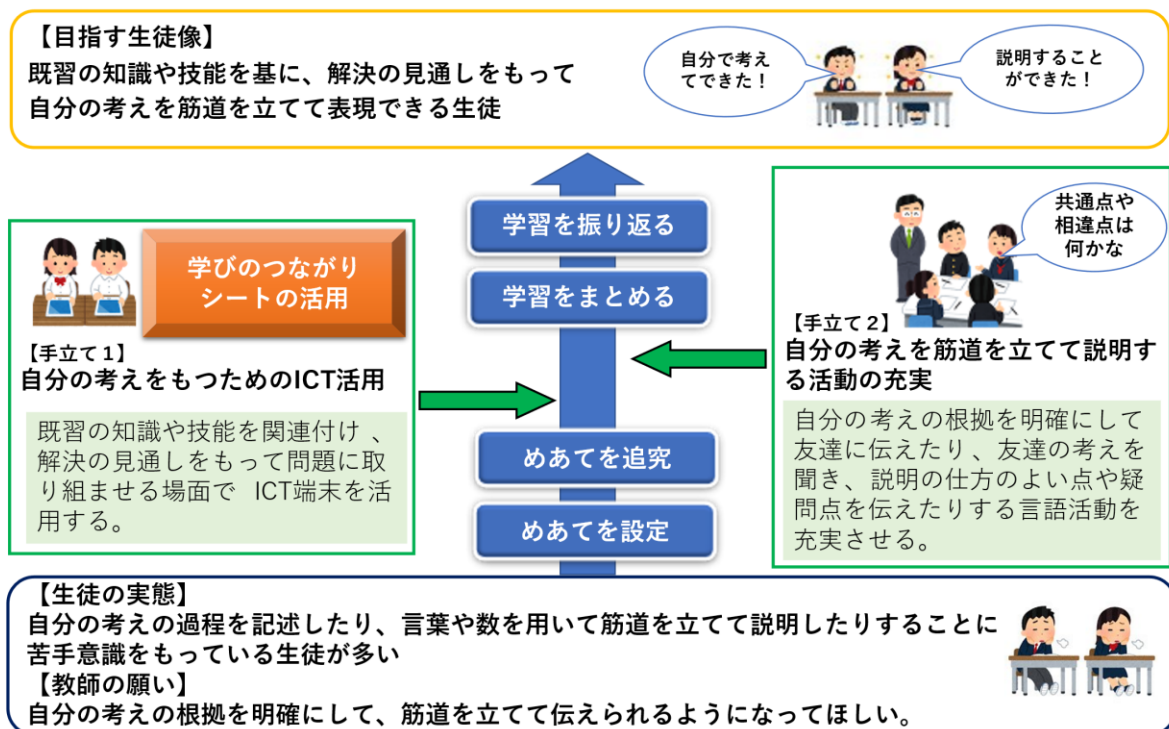 【目指す生徒像】
既習の知識や技能を基に、解決の見通しをもって
自分の考えを筋道を立てて表現できる生徒
自分で考え
てできた！
説明すること
ができた！
学習を振り返る
学習をまとめる
めあてを追究
めあてを設定
学びのつながり
シートの活用
【手立て1】
自分の考えをもつためのICT活用
既習の知識や技能を関連付け、
解決の見通しをもって問題に取
り組ませる場面で ICT端末を活
用する。
共通点や
相違点は
何かな
【手立て2】
自分の考えを筋道を立てて説明す
る活動の充実
自分の考えの根拠を明確にして
友達に伝えたり、友達の考えを
聞き、説明の仕方のよい点や疑
問点を伝えたりする言語活動を
充実させる。
【生徒の実態】
自分の考えの過程を記述したり、言葉や数を用いて筋道を立てて説明したりすることに
苦手意識をもっている生徒が多い
【教師の願い】
自分の考えの根拠を明確にして、筋道を立てて伝えられるようになってほしい。